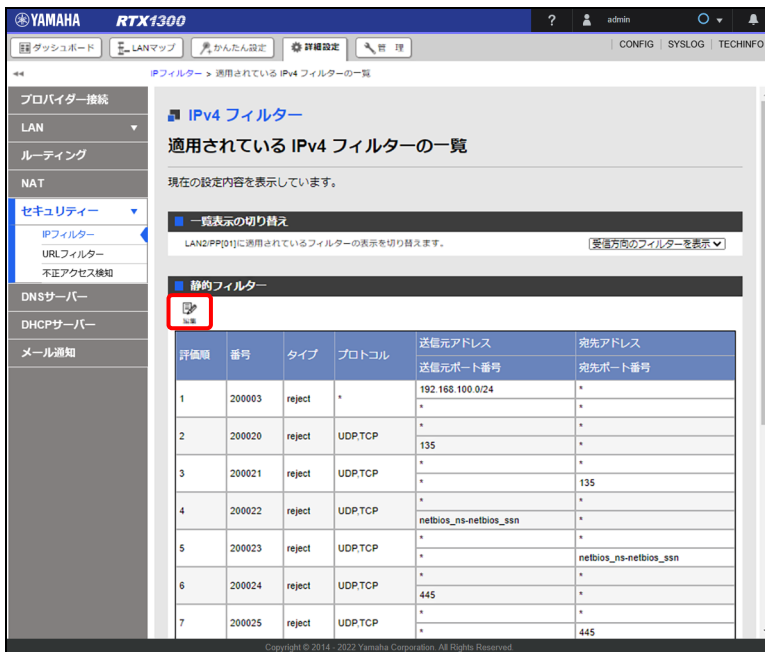 YAMAHA RTX1300 ? admin
ダッシュボード LANマップ かんたん設定 詳細設定 管 理 CONFIG SYSLOG TECHINFO
IPフィルター > 適用されている IPv4 フィルターの一覧
プロバイダー接続
LAN
ルーティング
NAT
セキュリティー
IPフィルター
URLフィルター
不正アクセス検知
DNSサーバー
DHCPサーバー
メール通知
IPv4 フィルター
適用されている IPv4 フィルターの一覧
現在の設定内容を表示しています。
一覧表示の切り替え
LAN2/PP[01]に適用されているフィルターの表示を切り替えます。 受信方向のフィルターを表示
静的フィルター
編集
評価順 番号 タイプ プロトコル 送信元アドレス 宛先アドレス
送信元ポート番号 宛先ポート番号
1 200003 reject * 192.168.100.0/24 *
* *
2 200020 reject UDP,TCP * *
135 *
3 200021 reject UDP,TCP * *
* 135
4 200022 reject UDP,TCP * *
netbios_ns-netbios_ssn *
5 200023 reject UDP,TCP * *
* netbios_ns-netbios_ssn
6 200024 reject UDP,TCP * *
445 *
7 200025 reject UDP,TCP * *
* 445
Copyright © 2014 - 2022 Yamaha Corporation. All Rights Reserved.